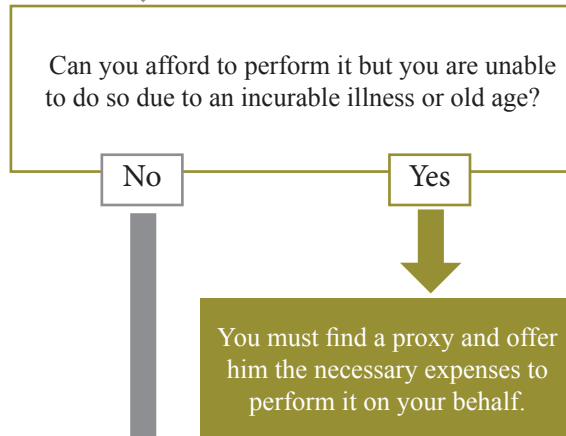 Can you afford to perform it but you are unable
to do so due to an incurable illness or old age?
No
Yes
You must find a proxy and offer
him the necessary expenses to
perform it on your behalf.